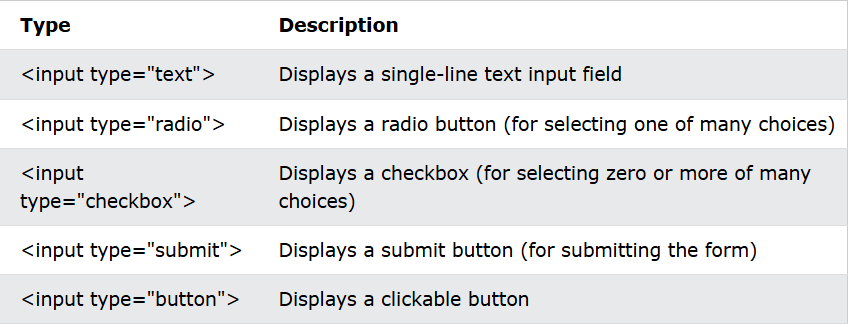 Type Description
<input type="text"> Displays a single-line text input field
<input type="radio"> Displays a radio button (for selecting one of many choices)
<input Displays a checkbox (for selecting zero or more of many
type="checkbox"> choices)
<input type="submit"> Displays a submit button (for submitting the form)
<input type="button"> Displays a clickable button